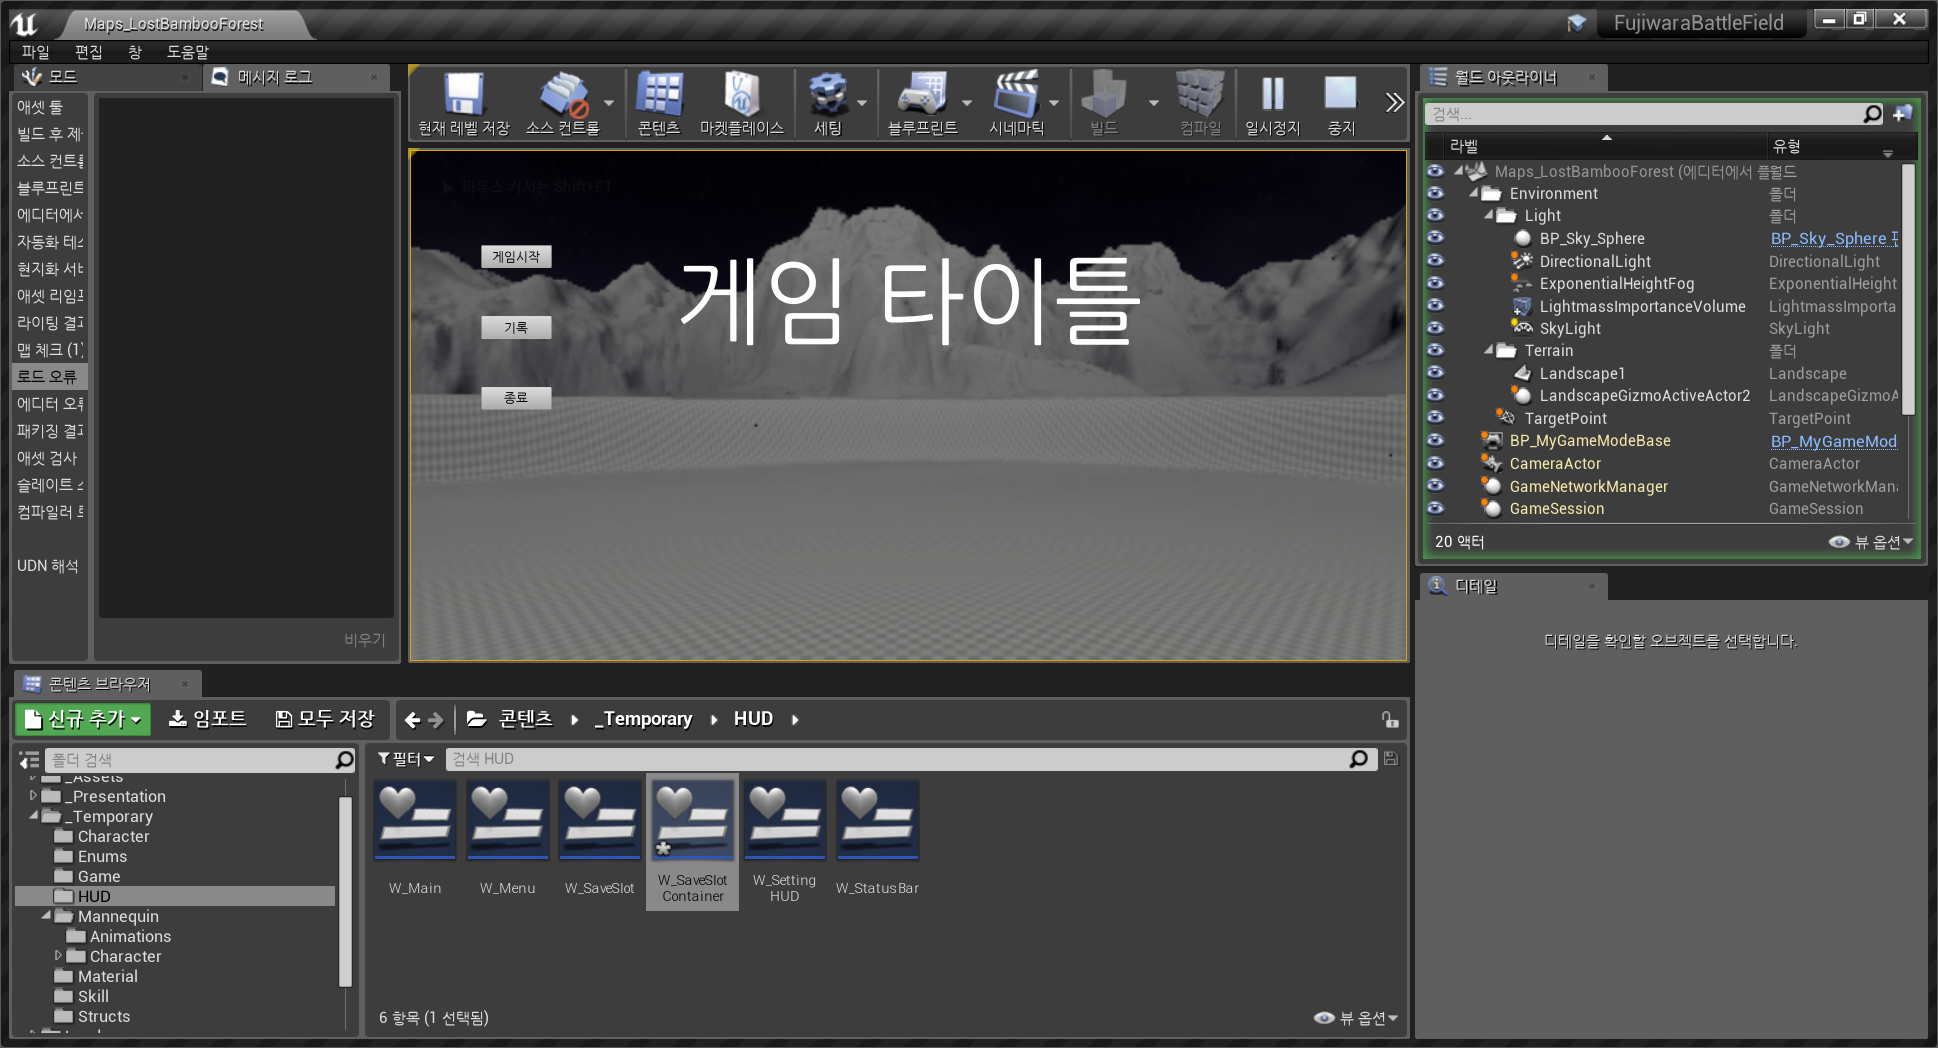 Maps_LostBambooForest
FujiwaraBattleField
파일 편집 창 도움말
모드
메시지 로그
애셋 툴
빌드 후 제
소스 컨트롤
블루프린트
에디터에서
자동화 테스
현지화 서비
애셋 리임포
라이팅 결과
맵 체크 (1)
로드 오류
에디터 오류
패키징 결과
애셋 검사
슬레이트 스
컴파일러 로
UDN 해석
비우기
현재 레벨 저장
소스 컨트롤
콘텐츠
마켓플레이스
세팅
블루프린트
시네마틱
빌드
컴파일
일시정지
중지
마우스 커서는 Shift+F1
게임시작
기록
종료
게임 타이틀
월드 아웃라이너
검색...
라벨 유형
Maps_LostBambooForest (에디터에서 플 월드
Environment 폴더
Light 폴더
BP_Sky_Sphere BP_Sky_Sphere 편
DirectionalLight DirectionalLight
ExponentialHeightFog ExponentialHeight
LightmassImportanceVolume LightmassImporta
SkyLight SkyLight
Terrain 폴더
Landscape1 Landscape
LandscapeGizmoActiveActor2 LandscapeGizmoA
TargetPoint TargetPoint
BP_MyGameModeBase BP_MyGameMod
CameraActor CameraActor
GameNetworkManager GameNetworkMana
GameSession GameSession
20 액터
뷰 옵션
디테일
디테일을 확인할 오브젝트를 선택합니다.
콘텐츠 브라우저
신규 추가 임포트 모두 저장
콘텐츠 _Temporary HUD
폴더 검색
_Assets
_Presentation
_Temporary
Character
Enums
Game
HUD
Mannequin
Animations
Character
Material
Skill
Structs
필터
검색 HUD
W_Main
W_Menu
W_SaveSlot
W_SaveSlot
Container
W_Setting
HUD
W_StatusBar
6 항목 (1 선택됨)
뷰 옵션